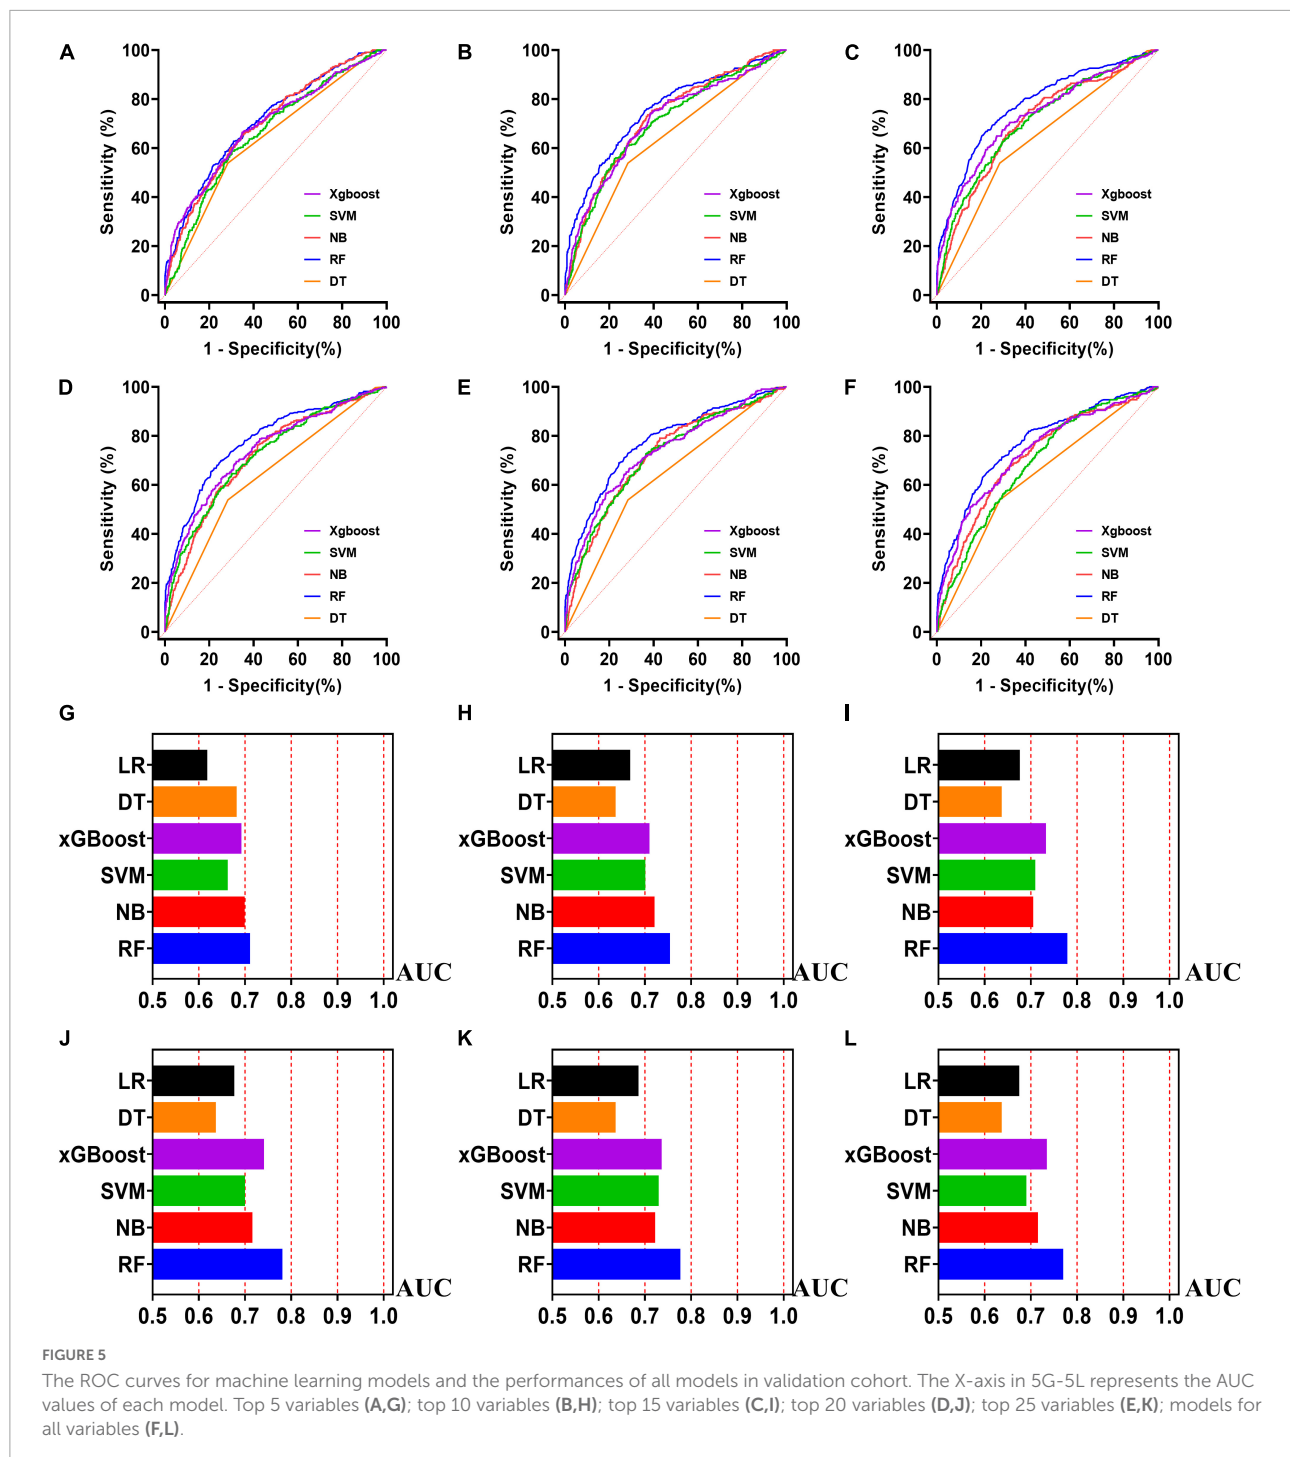 A
Sensitivity (%)
100
80
60
40
20
0
Xgboost
SVM
NB
RF
DT
0 20 40 60 80 100
1 - Specificity(%)
B
Sensitivity (%)
100
80
60
40
20
0
Xgboost
SVM
NB
RF
DT
0 20 40 60 80 100
1 - Specificity(%)
C
Sensitivity (%)
100
80
60
40
20
0
Xgboost
SVM
NB
RF
DT
0 20 40 60 80 100
1 - Specificity(%)
D
Sensitivity (%)
100
80
60
40
20
0
Xgboost
SVM
NB
RF
DT
0 20 40 60 80 100
1 - Specificity(%)
E
Sensitivity (%)
100
80
60
40
20
0
Xgboost
SVM
NB
RF
DT
0 20 40 60 80 100
1 - Specificity(%)
F
Sensitivity (%)
100
80
60
40
20
0
Xgboost
SVM
NB
RF
DT
0 20 40 60 80 100
1 - Specificity(%)
G
LR
DT
xGBoost
SVM
NB
RF
AUC
0.5 0.6 0.7 0.8 0.9 1.0
H
LR
DT
xGBoost
SVM
NB
RF
AUC
0.5 0.6 0.7 0.8 0.9 1.0
I
LR
DT
xGBoost
SVM
NB
RF
AUC
0.5 0.6 0.7 0.8 0.9 1.0
J
LR
DT
xGBoost
SVM
NB
RF
AUC
0.5 0.6 0.7 0.8 0.9 1.0
K
LR
DT
xGBoost
SVM
NB
RF
AUC
0.5 0.6 0.7 0.8 0.9 1.0
L
LR
DT
xGBoost
SVM
NB
RF
AUC
0.5 0.6 0.7 0.8 0.9 1.0
FIGURE 5
The ROC curves for machine learning models and the performances of all models in validation cohort. The X-axis in 5G-5L represents the AUC
values of each model. Top 5 variables (A,G); top 10 variables (B,H); top 15 variables (C,I); top 20 variables (D,J); top 25 variables (E,K); models for
all variables (F,L).